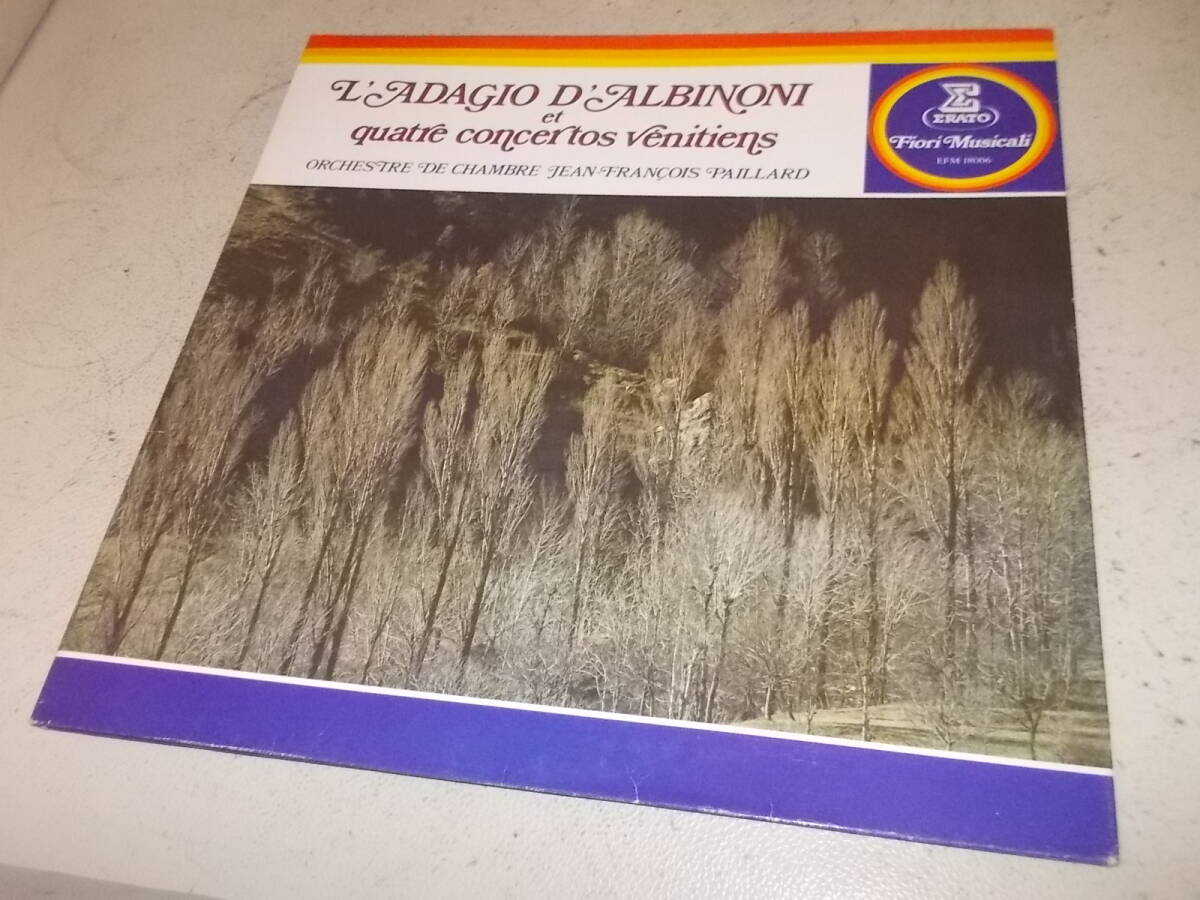 L'ADAGIO D'ALBINONI
et
quatre concertos vénitiens
ORCHESTRE DE CHAMBRE JEAN-FRANÇOIS PAILLARD
ERATO
Fiori Musicali
EFM 18006